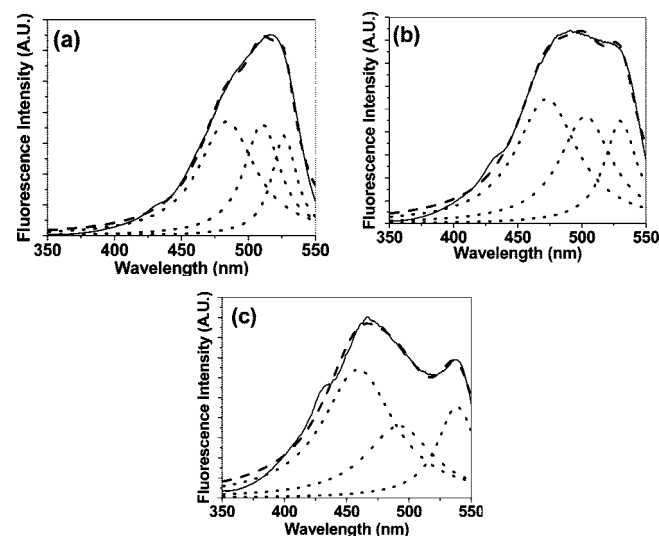 (a)
Fluorescence Intensity (A.U.)
350 400 450 500 550
Wavelength (nm)
(b)
Fluorescence Intensity (A.U.)
350 400 450 500 550
Wavelength (nm)
(c)
Fluorescence Intensity (A.U.)
350 400 450 500 550
Wavelength (nm)